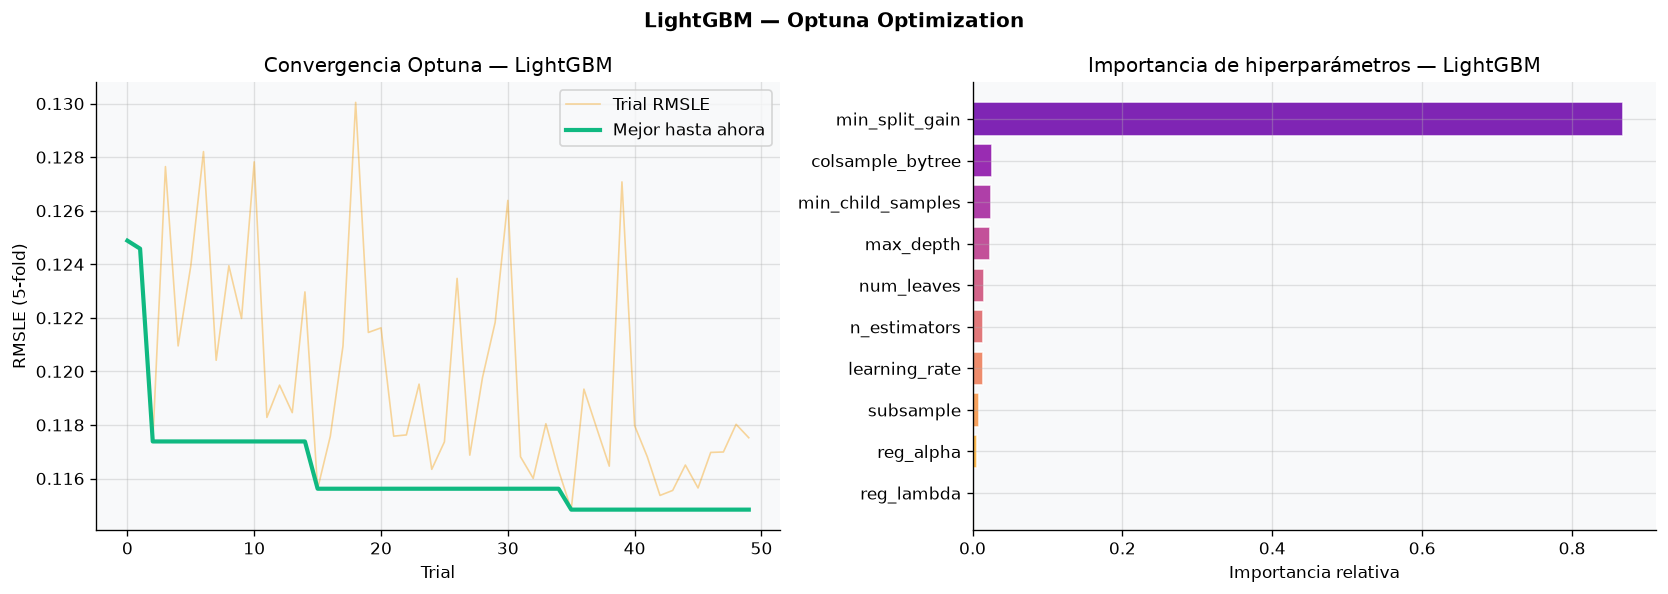 LightGBM — Optuna Optimization
Convergencia Optuna — LightGBM
Trial RMSLE
Mejor hasta ahora
RMSLE (5-fold)
0.130
0.128
0.126
0.124
0.122
0.120
0.118
0.116
0 10 20 30 40 50
Trial
Importancia de hiperparámetros — LightGBM
min_split_gain
colsample_bytree
min_child_samples
max_depth
num_leaves
n_estimators
learning_rate
subsample
reg_alpha
reg_lambda
0.0 0.2 0.4 0.6 0.8
Importancia relativa